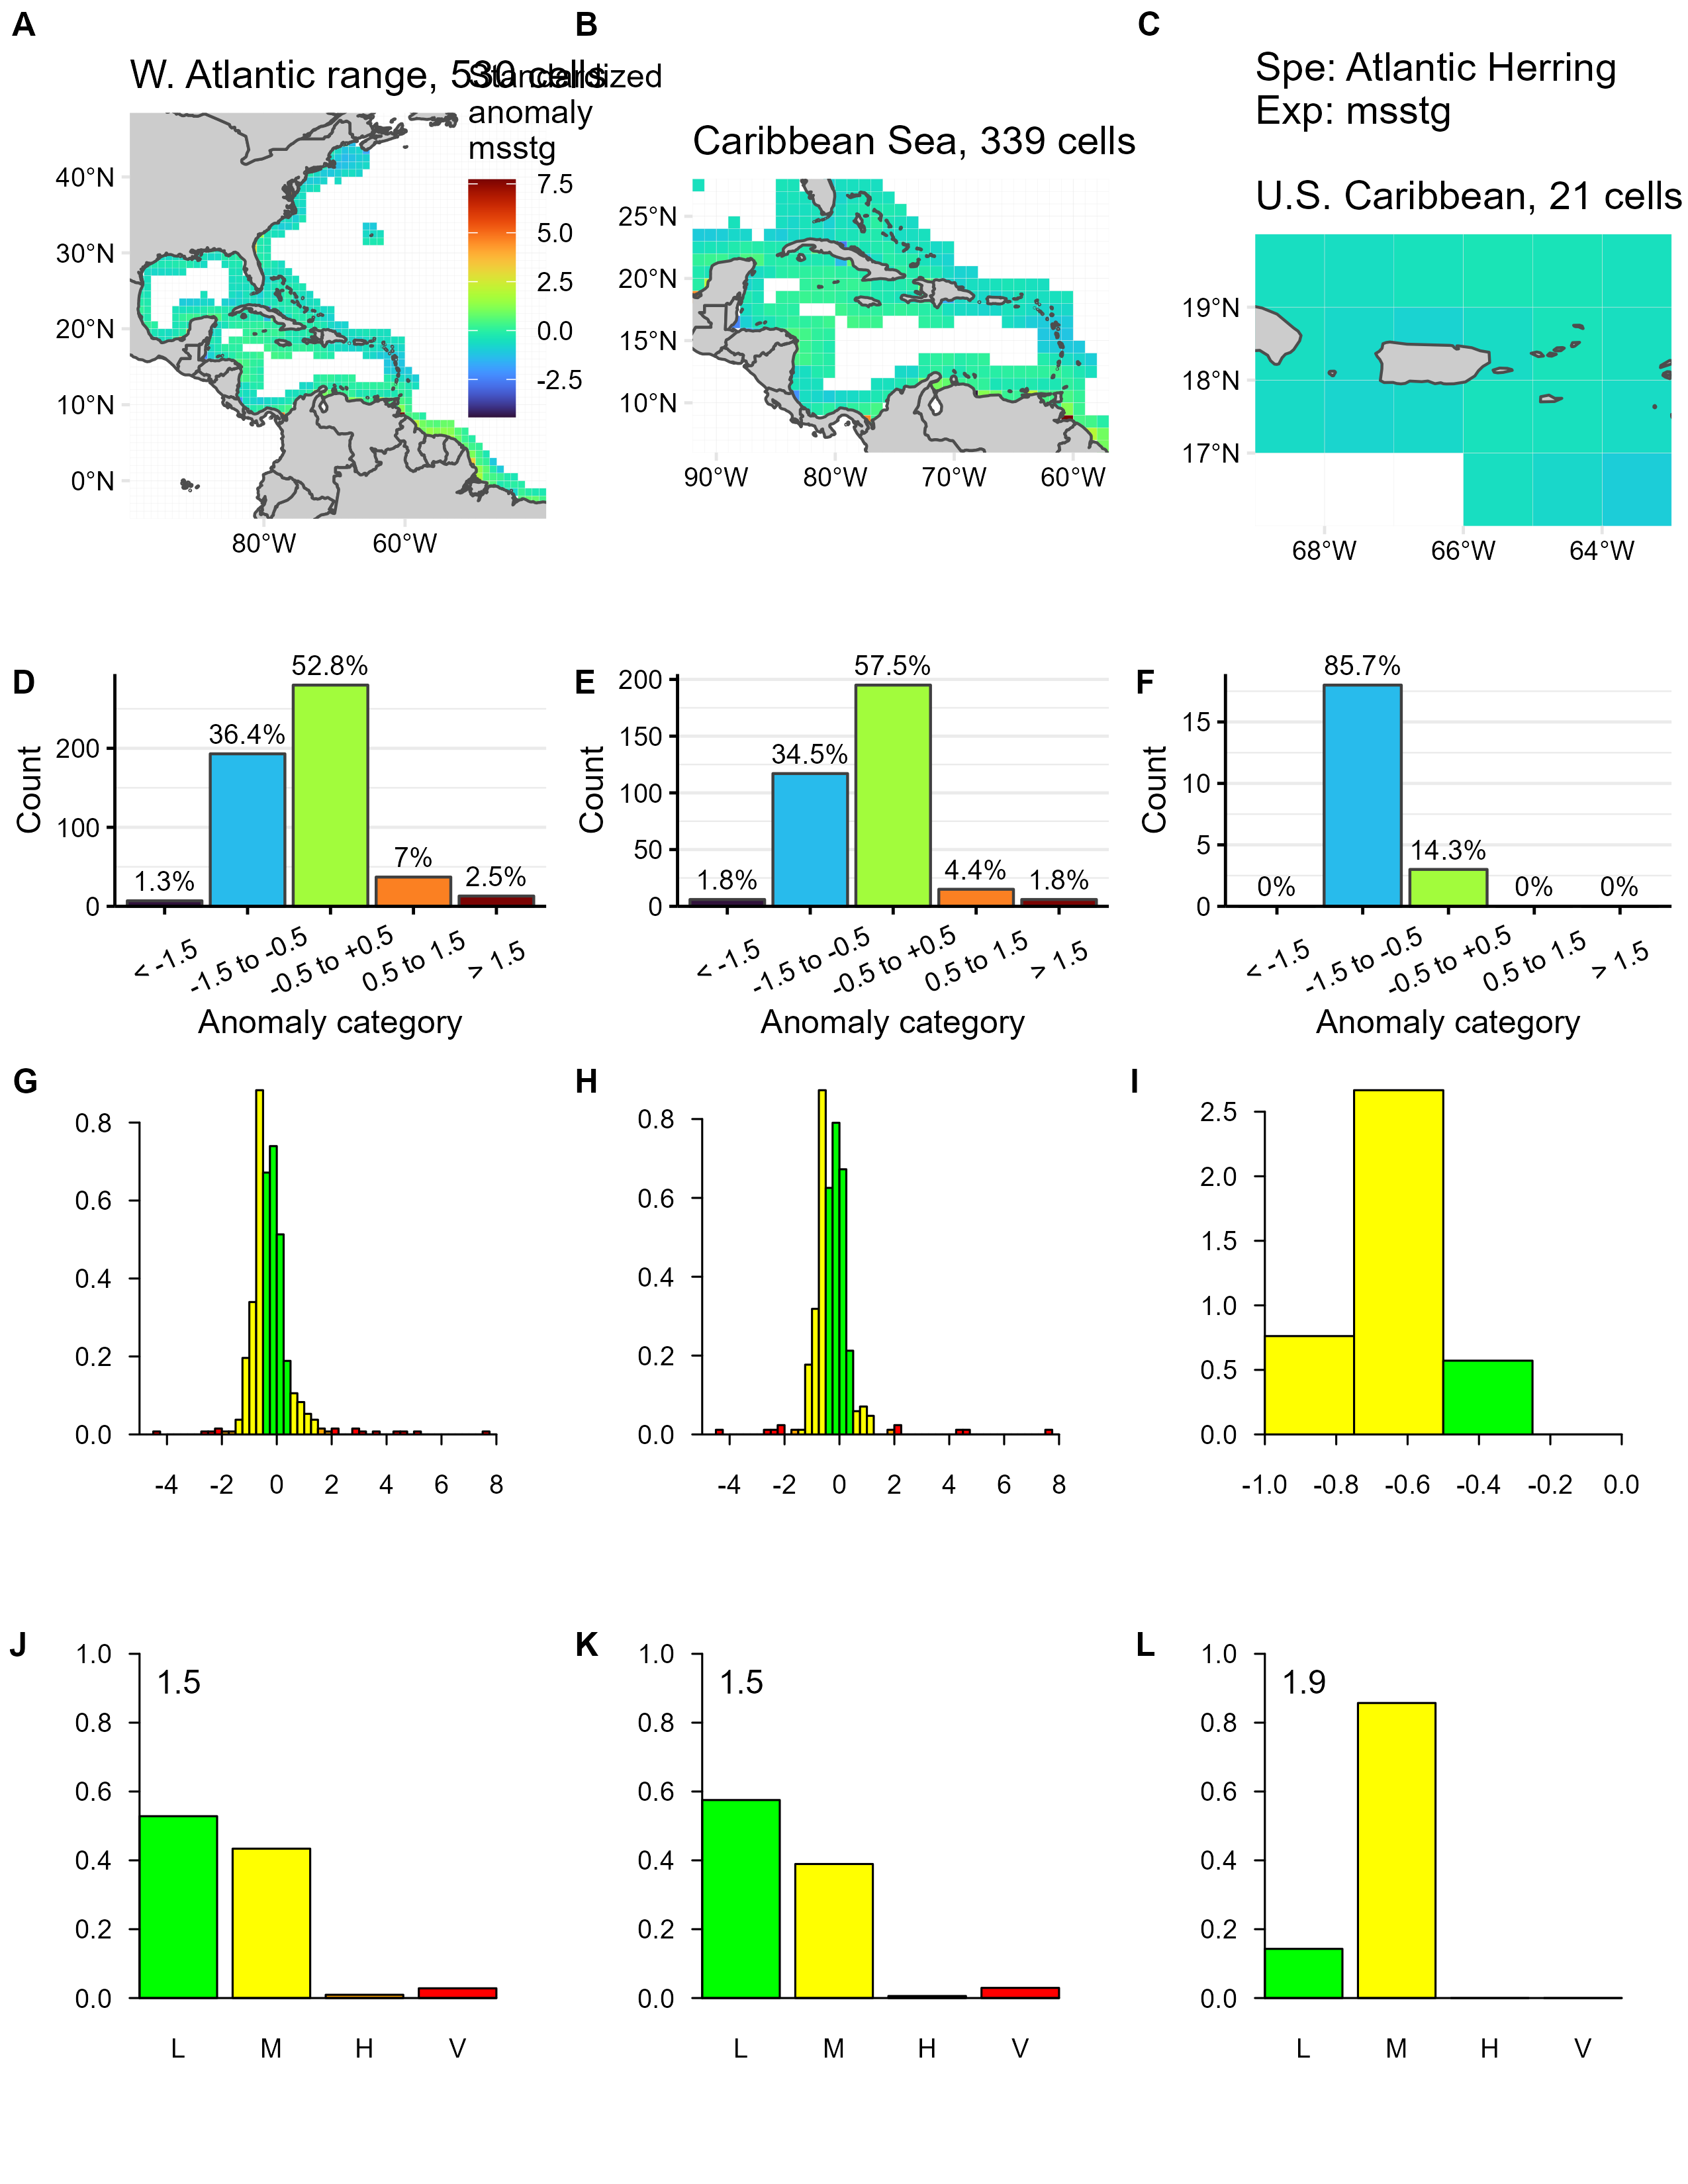 A
B
C
W. Atlantic range, 530 cells
Standardized
anomaly
msstg
7.5
5.0
2.5
0.0
-2.5
40°N
30°N
20°N
10°N
0°N
80°W
60°W
Caribbean Sea, 339 cells
25°N
20°N
15°N
10°N
90°W
80°W
70°W
60°W
Spe: Atlantic Herring
Exp: msstg
U.S. Caribbean, 21 cells
19°N
18°N
17°N
68°W
66°W
64°W
D
Count
200
100
0
1.3%
36.4%
52.8%
7%
2.5%
< -1.5
-1.5 to -0.5
-0.5 to +0.5
0.5 to 1.5
> 1.5
Anomaly category
E
Count
200
150
100
50
0
1.8%
34.5%
57.5%
4.4%
1.8%
< -1.5
-1.5 to -0.5
-0.5 to +0.5
0.5 to 1.5
> 1.5
Anomaly category
F
Count
15
10
5
0
0%
85.7%
14.3%
0%
0%
< -1.5
-1.5 to -0.5
-0.5 to +0.5
0.5 to 1.5
> 1.5
Anomaly category
G
0.8
0.6
0.4
0.2
0.0
-4 -2 0 2 4 6 8
H
0.8
0.6
0.4
0.2
0.0
-4 -2 0 2 4 6 8
I
2.5
2.0
1.5
1.0
0.5
0.0
-1.0 -0.8 -0.6 -0.4 -0.2 0.0
J
1.0
0.8
0.6
0.4
0.2
0.0
1.5
L M H V
K
1.0
0.8
0.6
0.4
0.2
0.0
1.5
L M H V
L
1.0
0.8
0.6
0.4
0.2
0.0
1.9
L M H V